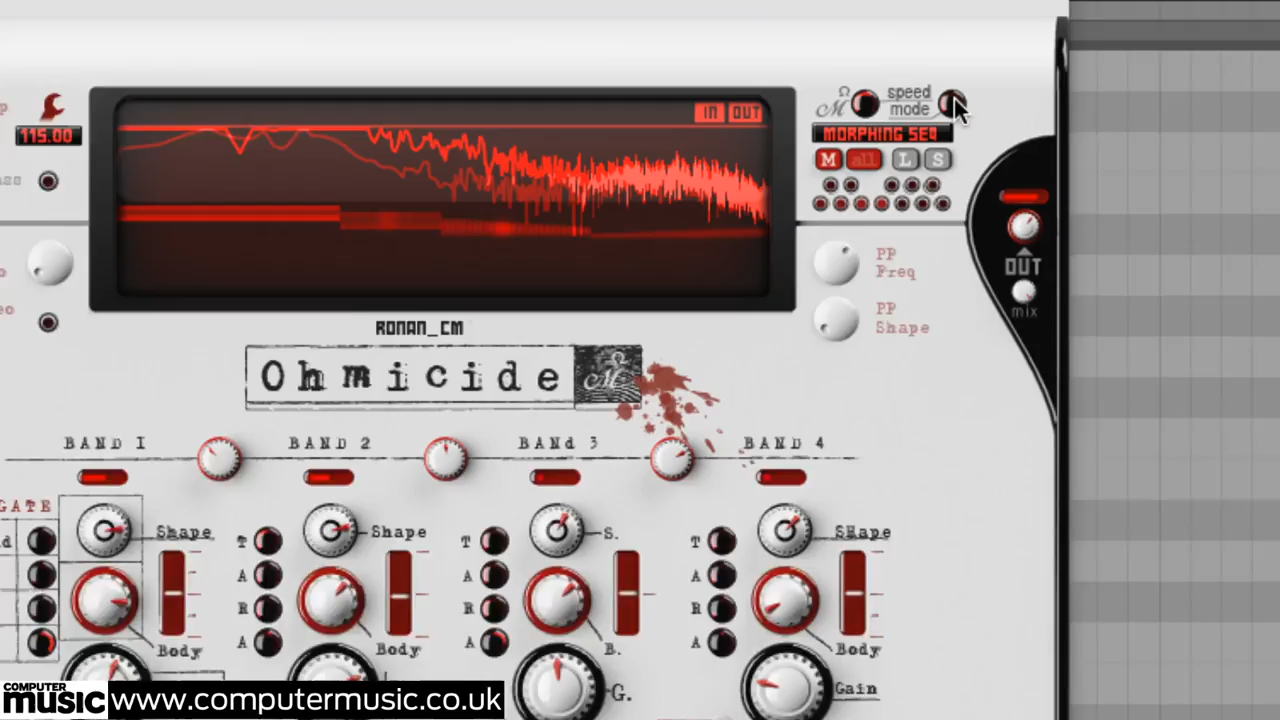 IN OUT
speed
mode
115.00
MORPHING SEQ
M all L S
PP
Freq
OUT
PP
Shape
mix
RONAN_CM
Ohmicide
BAND 1 BAND 2 BANd 3 BAND 4
GATE
Shape T Shape T S. T SHape
A A A
R R R
A Body A Body A B. A Body
G. Gain
COMPUTER
music www.computermusic.co.uk